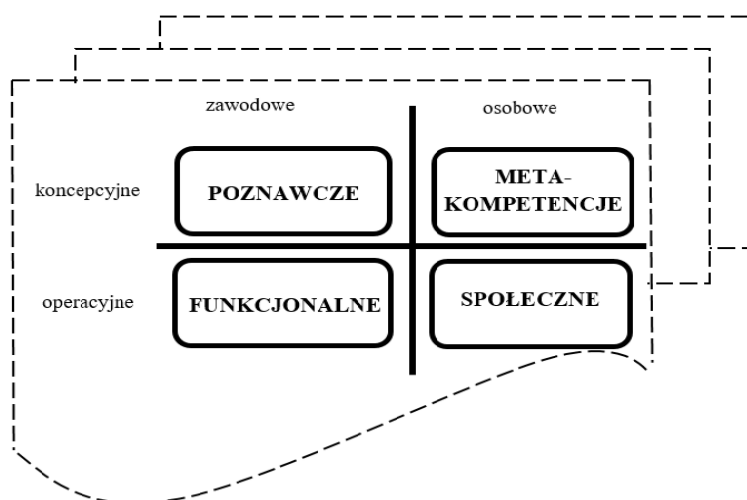 zawodowe
osobowe
koncepcyjne
POZNAWCZE
META-
KOMPETENCJE
operacyjne
FUNKCJONALNE
SPOŁECZNE